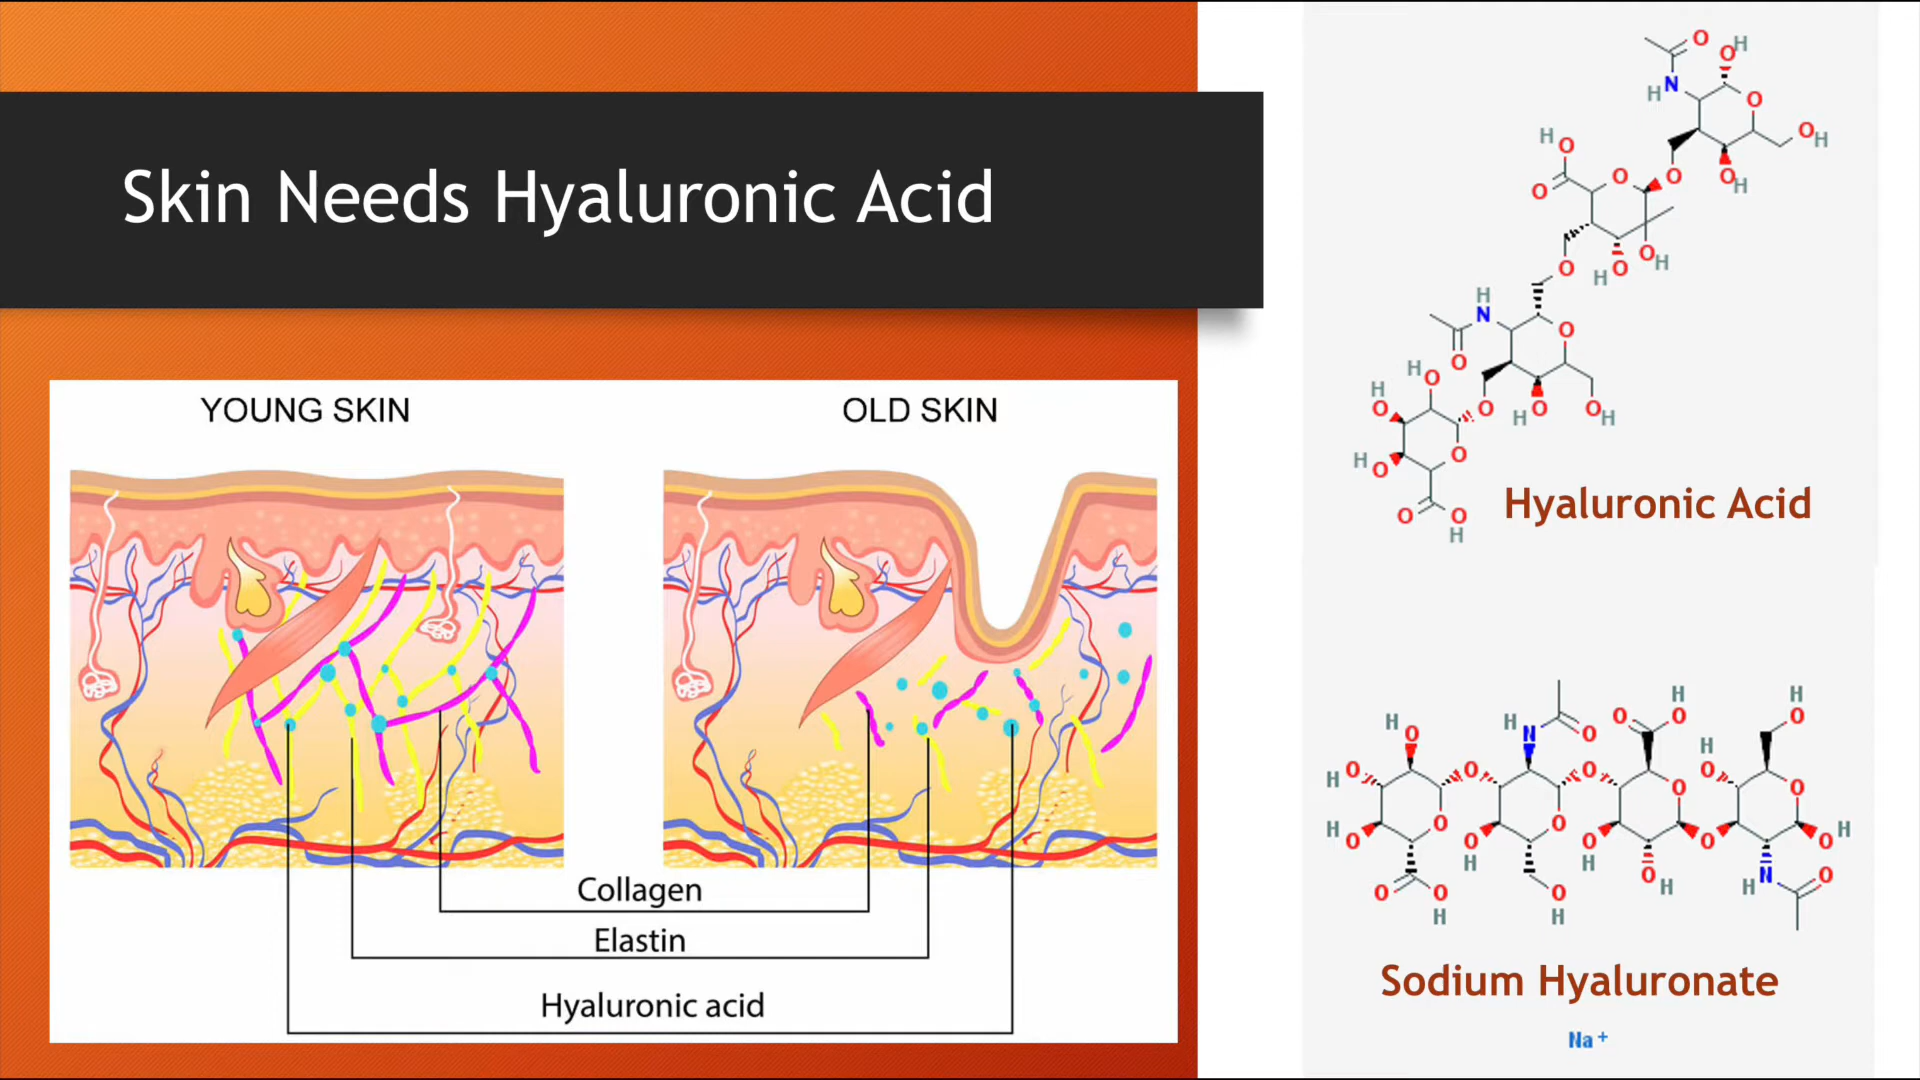 Skin Needs Hyaluronic Acid
YOUNG SKIN
OLD SKIN
Collagen
Elastin
Hyaluronic acid
Hyaluronic Acid
Sodium Hyaluronate
Na +